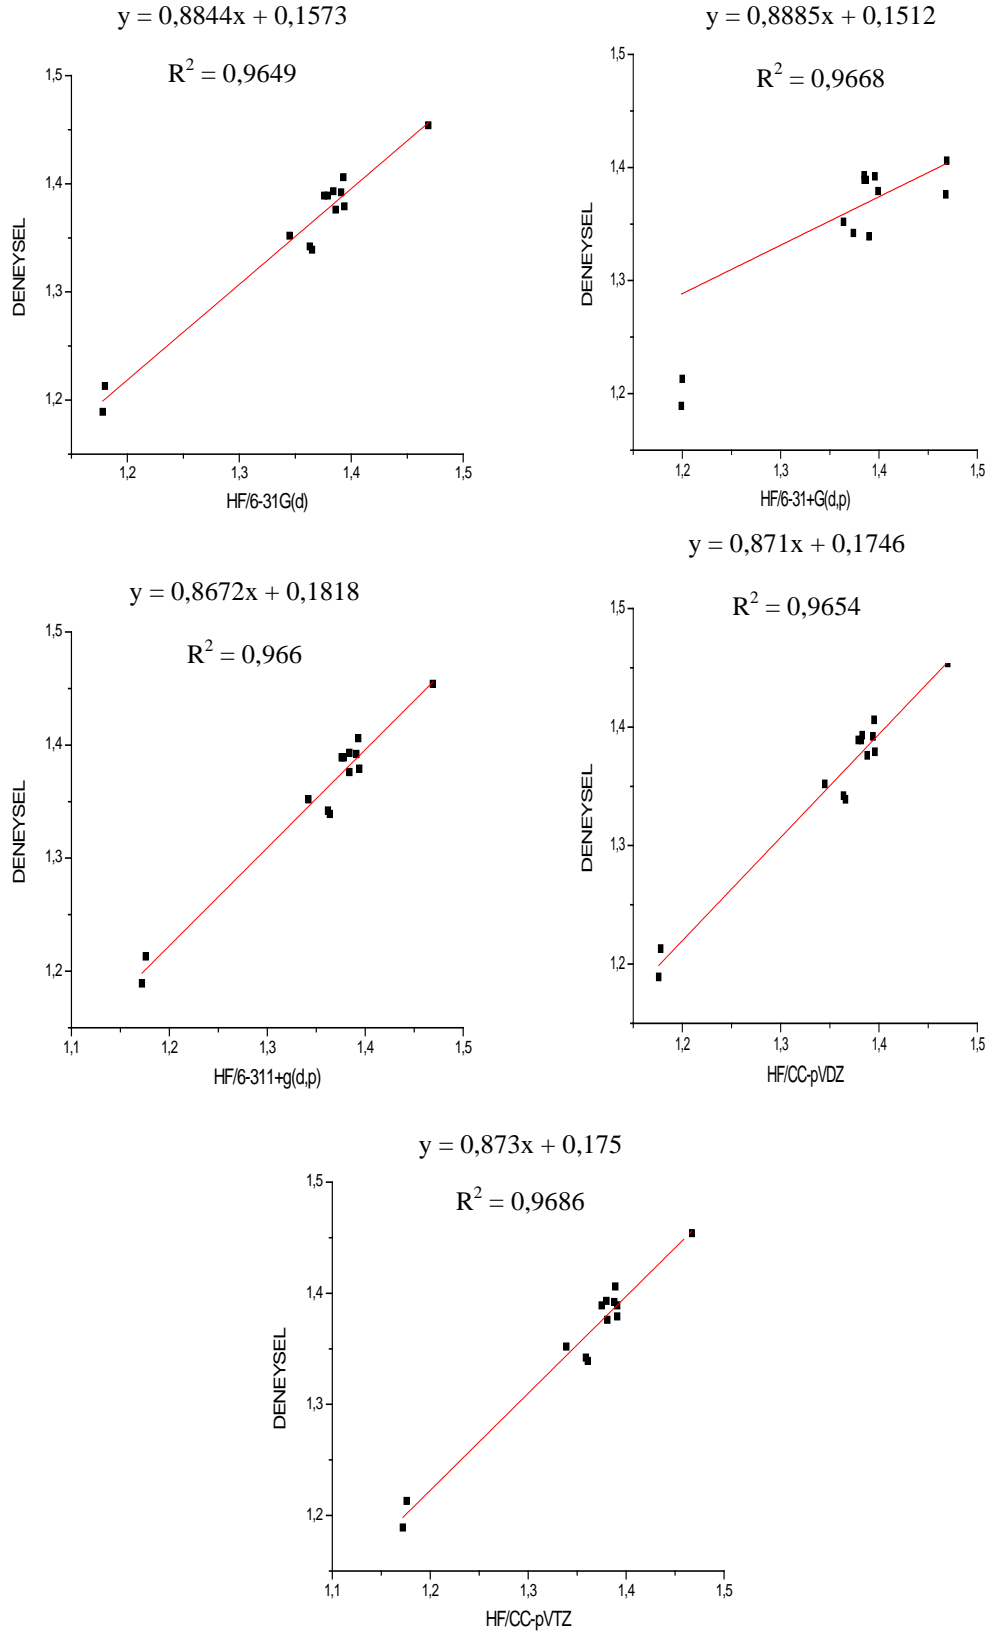 y = 0,8844x + 0,1573
R² = 0,9649
1,5
1,4
1,3
1,2
DENEYSEL
1,2 1,3 1,4 1,5
HF/6-31G(d)
y = 0,8885x + 0,1512
R² = 0,9668
1,5
1,4
1,3
1,2
DENEYSEL
1,2 1,3 1,4 1,5
HF/6-31+G(d,p)
y = 0,8672x + 0,1818
R² = 0,966
1,5
1,4
1,3
1,2
DENEYSEL
1,1 1,2 1,3 1,4 1,5
HF/6-311+g(d,p)
y = 0,871x + 0,1746
R² = 0,9654
1,5
1,4
1,3
1,2
DENEYSEL
1,2 1,3 1,4 1,5
HF/CC-pVDZ
y = 0,873x + 0,175
R² = 0,9686
1,5
1,4
1,3
1,2
DENEYSEL
1,1 1,2 1,3 1,4 1,5
HF/CC-pVTZ